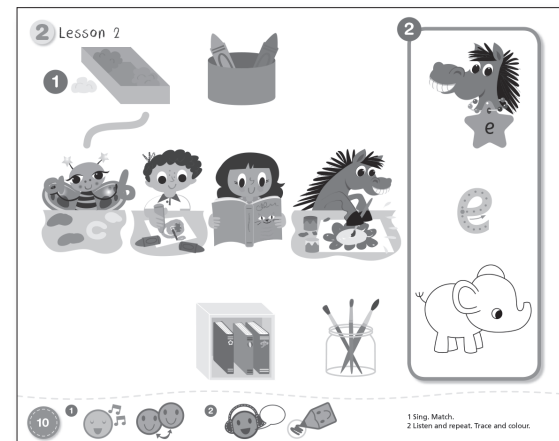 2 Lesson 2
1
2
e
e
10
1
2
1 Sing. Match.
2 Listen and repeat. Trace and colour.